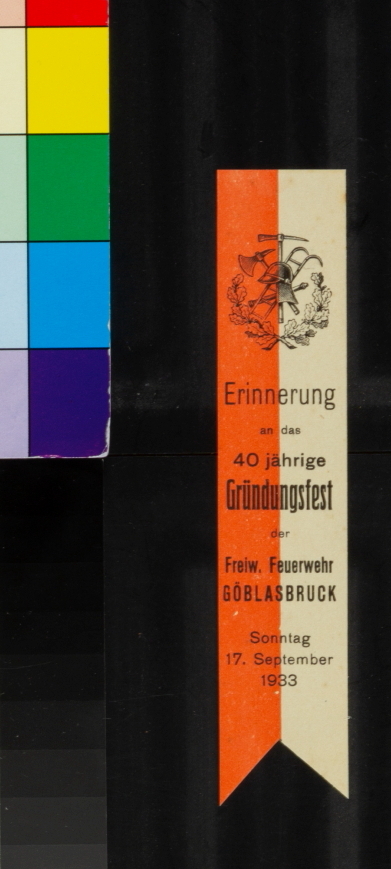 Erinnerung
an das
40 jährige
Gründungsfest
der
Freiw. Feuerwehr
GÖBLASBRUCK
Sonntag
17. September
1933